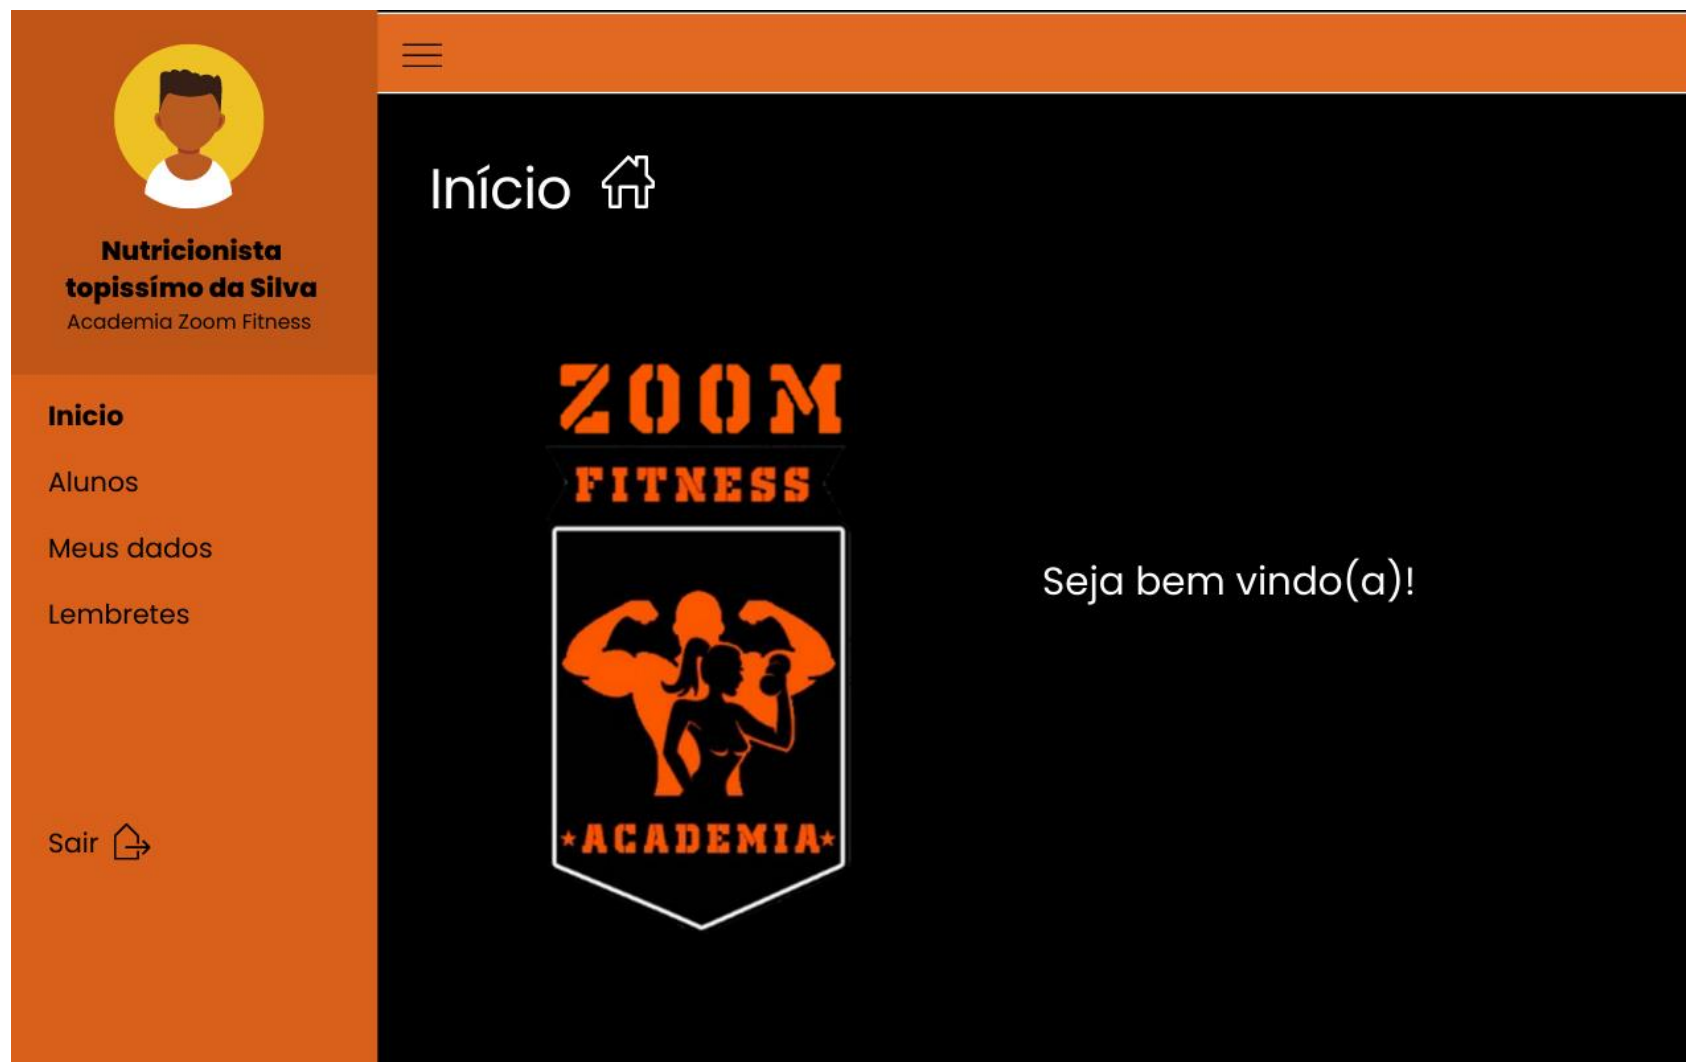 Nutricionista
topissímo da Silva
Academia Zoom Fitness
Inicio
Alunos
Meus dados
Lembretes
Sair
Início
ZOOM
FITNESS
ACADEMIA
Seja bem vindo(a)!